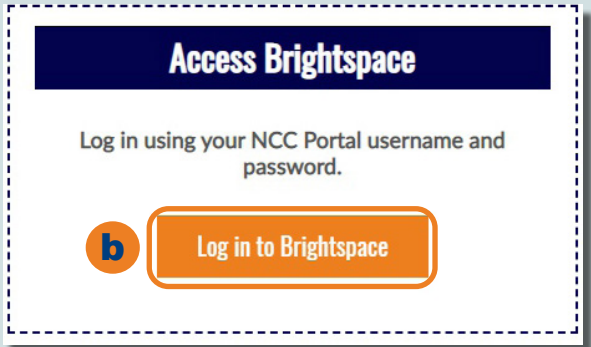 Access Brightspace
Log in using your NCC Portal username and
password.
b
Log in to Brightspace